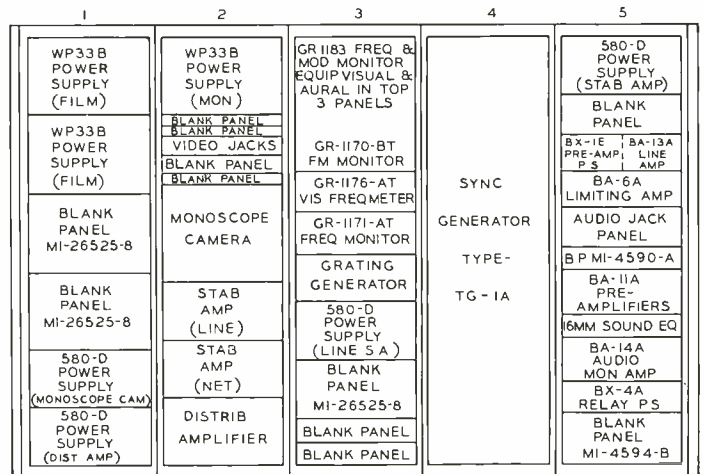 1
2
3
4
5
WP33B
POWER
SUPPLY
(FILM)
WP33B
POWER
SUPPLY
(FILM)
BLANK
PANEL
MI-26525-8
BLANK
PANEL
MI-26525-8
580-D
POWER
SUPPLY
(MONOSCOPE CAM)
580-D
POWER
SUPPLY
(DIST AMP)
WP33B
POWER
SUPPLY
(MON)
BLANK PANEL
BLANK PANEL
VIDEO JACKS
BLANK PANEL
BLANK PANEL
MONOSCOPE
CAMERA
STAB
AMP
(LINE)
STAB
AMP
(NET)
DISTRIB
AMPLIFIER
GR 1183 FREQ &
MOD MONITOR
EQUIP VISUAL &
AURAL IN TOP
3 PANELS
GR-1170-BT
FM MONITOR
GR-1176-AT
VIS FREQMETER
GR-1171-AT
FREQ MONITOR
GRATING
GENERATOR
580-D
POWER
SUPPLY
(LINE SA)
BLANK
PANEL
MI-26525-8
BLANK PANEL
BLANK PANEL
SYNC
GENERATOR
TYPE-
TG-1A
580-D
POWER
SUPPLY
(STAB AMP)
BLANK
PANEL
BX-1E
PRE-AMP
PS
BA-13A
LINE
AMP
BA-6A
LIMITING AMP
AUDIO JACK
PANEL
BP MI-4590-A
BA-11A
PRE-
AMPLIFIERS
16MM SOUND EQ
BA-14A
AUDIO
MON AMP
BX-4A
RELAY PS
BLANK
PANEL
MI-4594-B